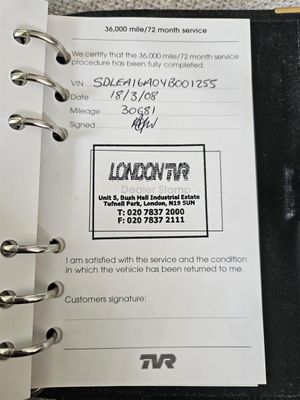 36,000 mile/72 month service
We certify that the 36,000 mile/72 month service
procedure has been fully completed.
VIN SDLEA16A04B001255
Date 18/3/08
Mileage 30681
Signed
LONDON TVR
Dealer Stamp
Unit 5, Bush Hall Industrial Estate
Tufnell Park, London, N19 5UN
T: 020 7837 2000
F: 020 7837 2111
I am satisfied with the service and the condition
in which the vehicle has been returned to me.
Customers signature:
TVR